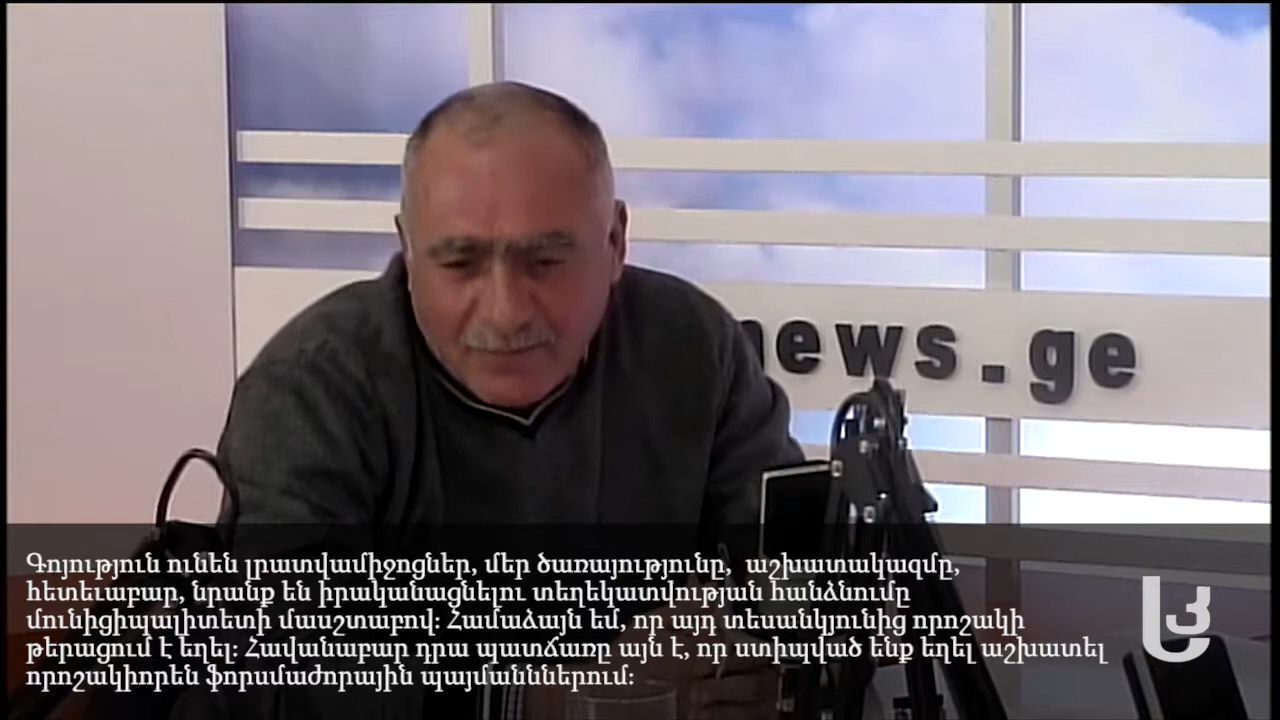 news.ge
Գոյություն ունեն լրատվամիջոցներ, մեր ծառայությունը, աշխատակազմը,
հետեւաբար, նրանք են իրականացնելու տեղեկատվության հանձնումը
մունիցիպալիտետի մասշտաբով։ Համաձայն եմ, որ այդ տեսանկյունից որոշակի
թերացում է եղել։ Հավանաբար դրա պատճառը այն է, որ ստիպված ենք եղել աշխատել
որոշակիորեն ֆորսմաժորային պայմանններում։